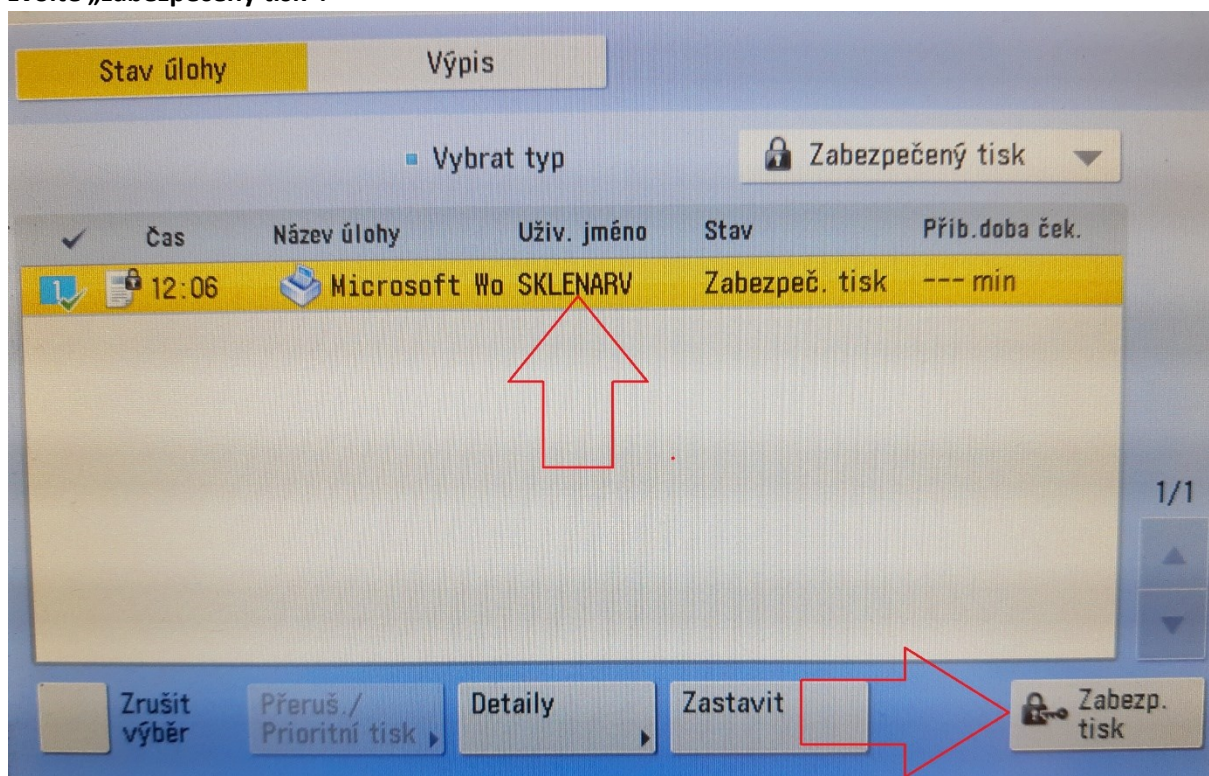 Stav úlohy Výpis
Vybrat typ Zabezpečený tisk
Čas Název úlohy Uživ. jméno Stav Přib.doba ček.
1 12:06 Microsoft Wo SKLENARV Zabezpeč. tisk --- min
1/1
Zrušit výběr
Přeruš./
Prioritní tisk
Detaily
Zastavit
Zabezp.
tisk